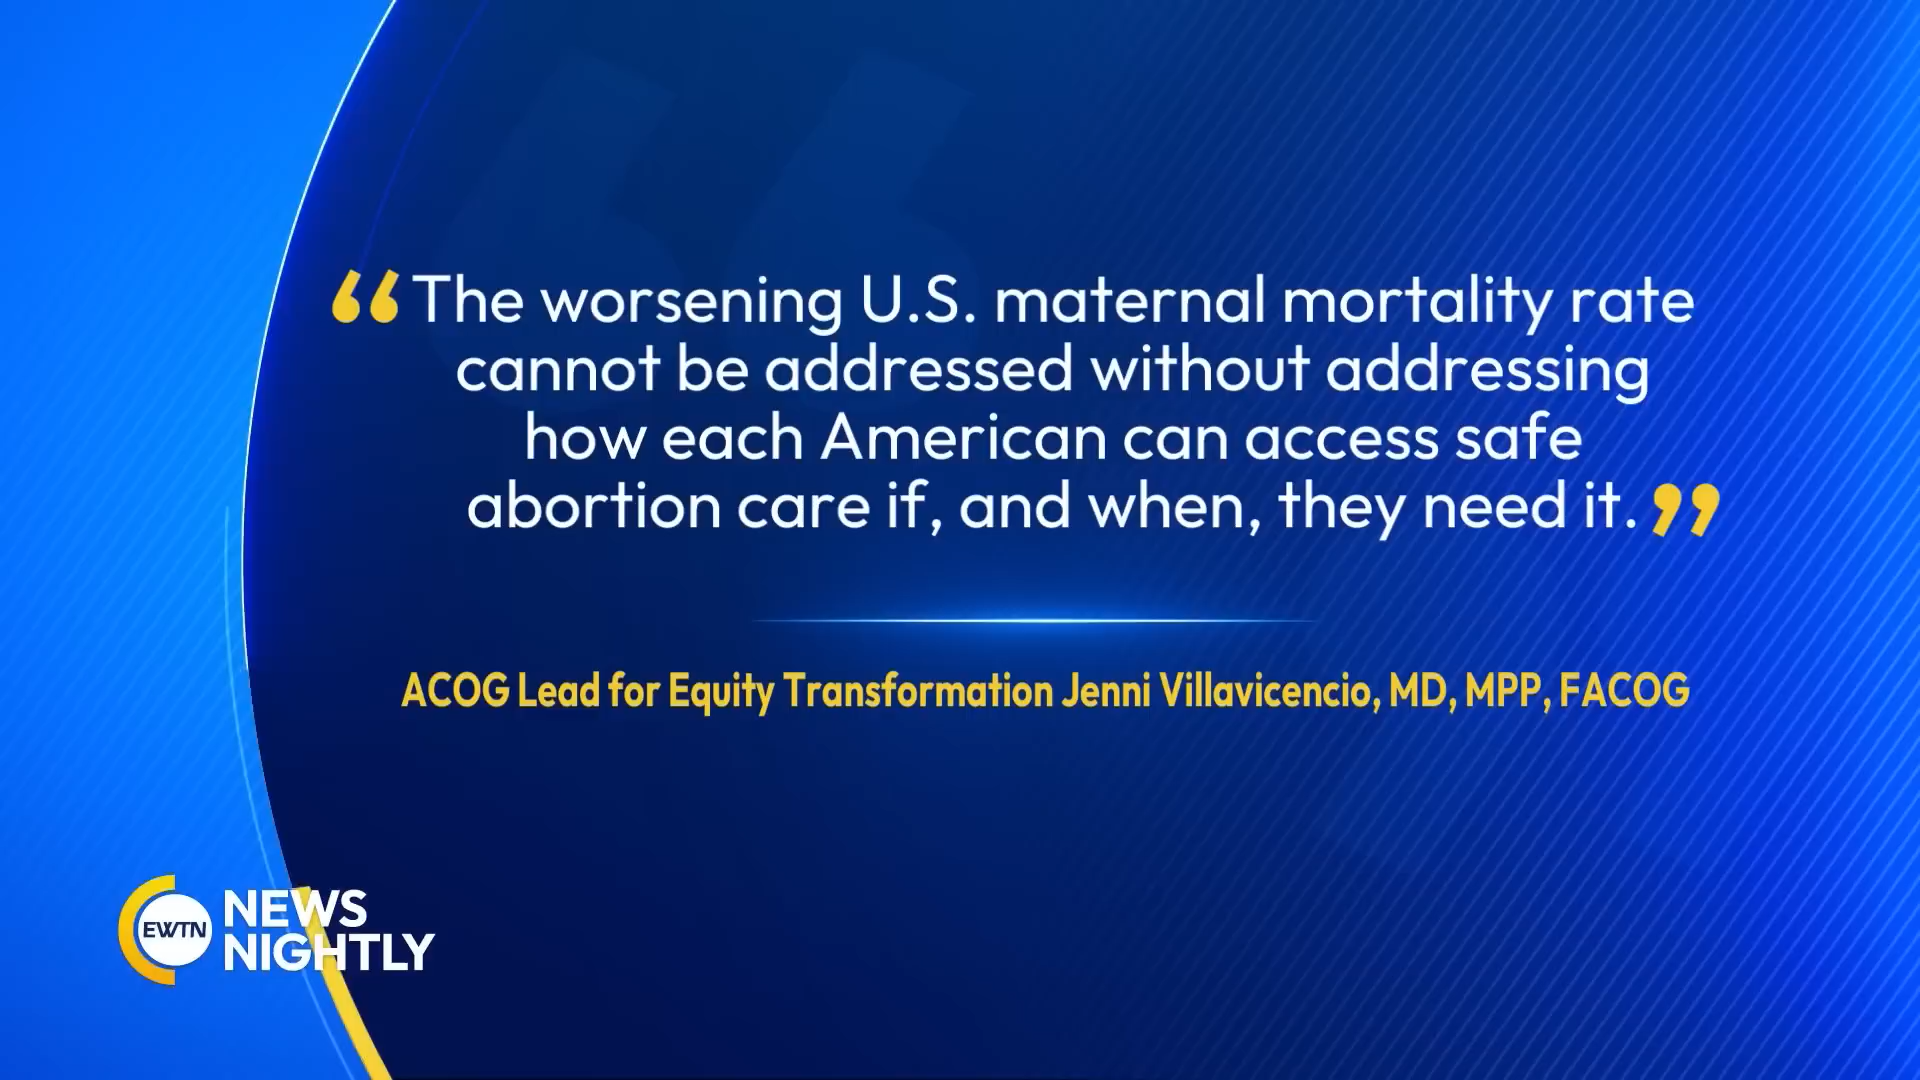 “The worsening U.S. maternal mortality rate
cannot be addressed without addressing
how each American can access safe
abortion care if, and when, they need it.”
ACOG Lead for Equity Transformation Jenni Villavicencio, MD, MPP, FACOG
EWTN NEWS
NIGHTLY